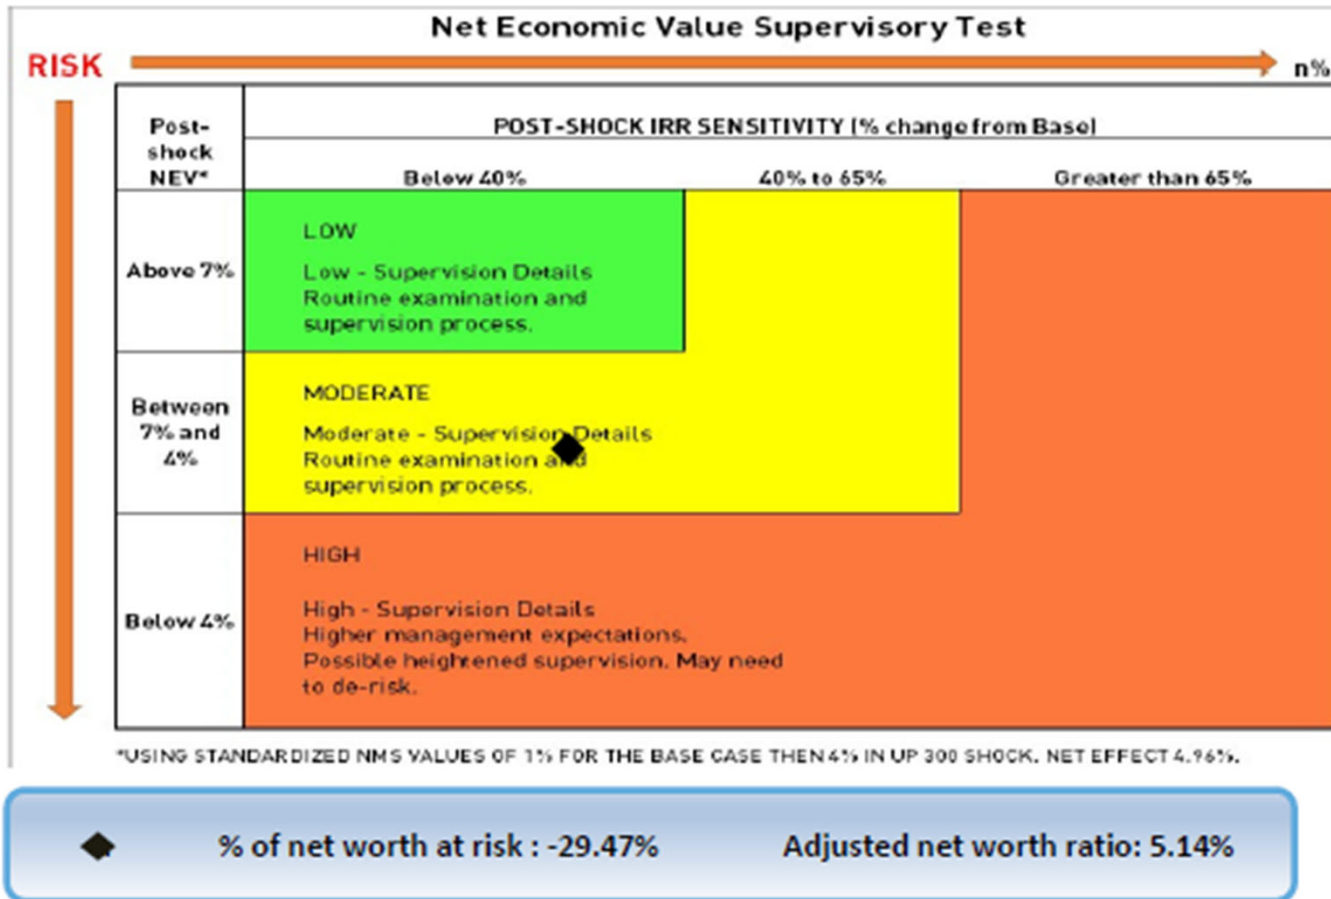 Net Economic Value Supervisory Test
RISK
n%
Post-
shock
NEV*
POST-SHOCK IRR SENSITIVITY (% change from Base)
Below 40%
40% to 65%
Greater than 65%
Above 7%
LOW
Low - Supervision Details
Routine examination and
supervision process.
Between
7% and
4%
MODERATE
Moderate - Supervision Details
Routine examination and
supervision process.
Below 4%
HIGH
High - Supervision Details
Higher management expectations.
Possible heightened supervision. May need
to de-risk.
*USING STANDARDIZED NMS VALUES OF 1% FOR THE BASE CASE THEN 4% IN UP 300 SHOCK. NET EFFECT 4.96%.
% of net worth at risk : -29.47%
Adjusted net worth ratio: 5.14%